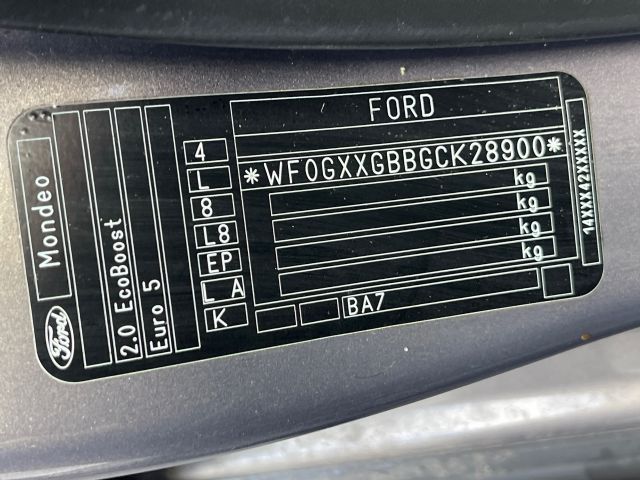 FORD
*WF0GXXGBBGCK28900*
kg
kg
kg
kg
BA7
4
L
8
L8
EP
L A
K
Mondeo
2.0 EcoBoost
Euro 5
Ford
14XXX42XXXXX